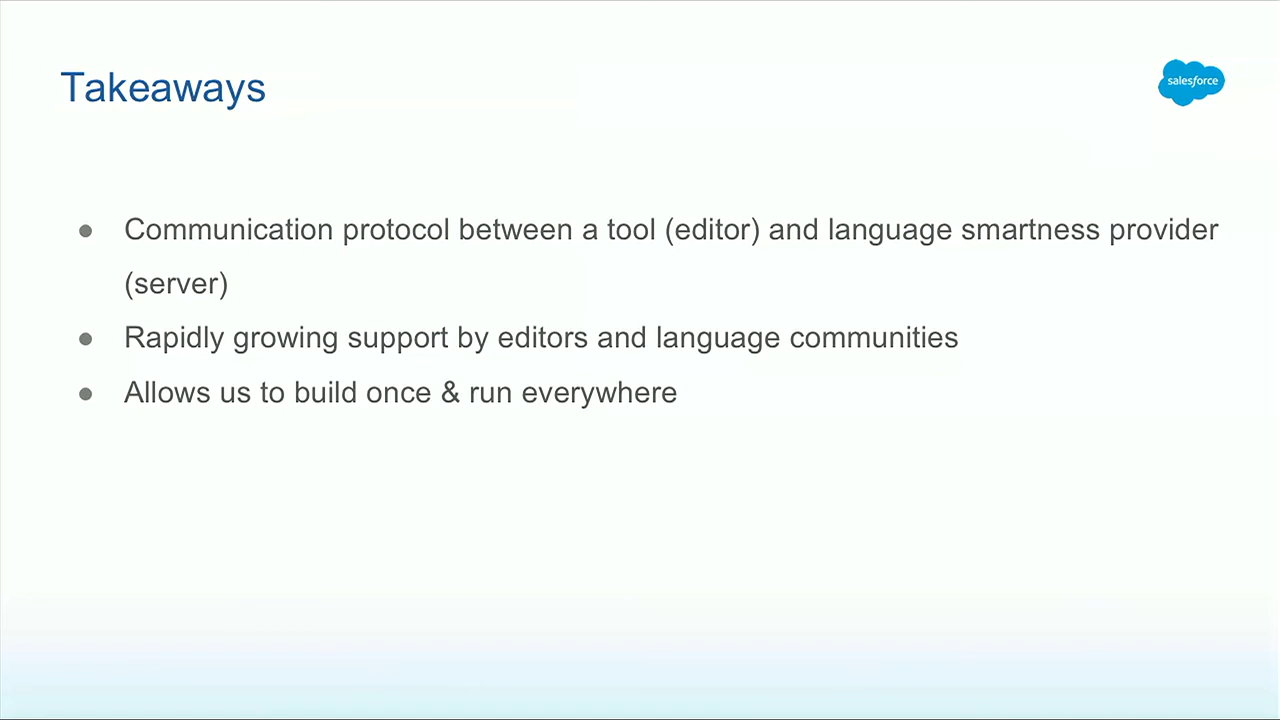 Takeaways
salesforce
● Communication protocol between a tool (editor) and language smartness provider
(server)
● Rapidly growing support by editors and language communities
● Allows us to build once & run everywhere